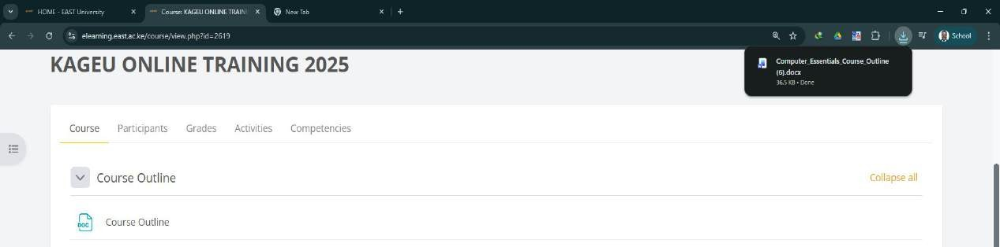 HOME - EAST University
Course: KAGEU ONLINE TRAINI
New Tab
elearning.east.ac.ke/course/view.php?id=2619
School
KAGEU ONLINE TRAINING 2025
Computer_Essentials_Course_Outline
(6).docx
36.5 KB • Done
Course Participants Grades Activities Competencies
Course Outline
Collapse all
DOC
Course Outline